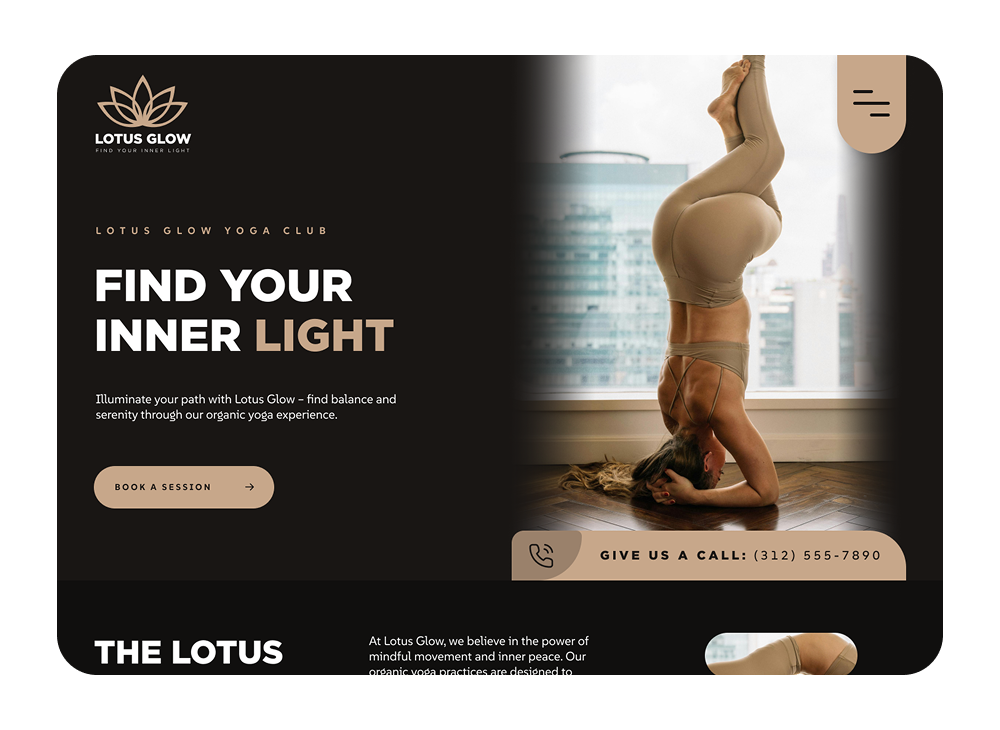 LOTUS GLOW
FIND YOUR INNER LIGHT
LOTUS GLOW YOGA CLUB
FIND YOUR
INNER LIGHT
Illuminate your path with Lotus Glow – find balance and
serenity through our organic yoga experience.
BOOK A SESSION
GIVE US A CALL: (312) 555-7890
THE LOTUS
At Lotus Glow, we believe in the power of
mindful movement and inner peace. Our
organic yoga practices are designed to